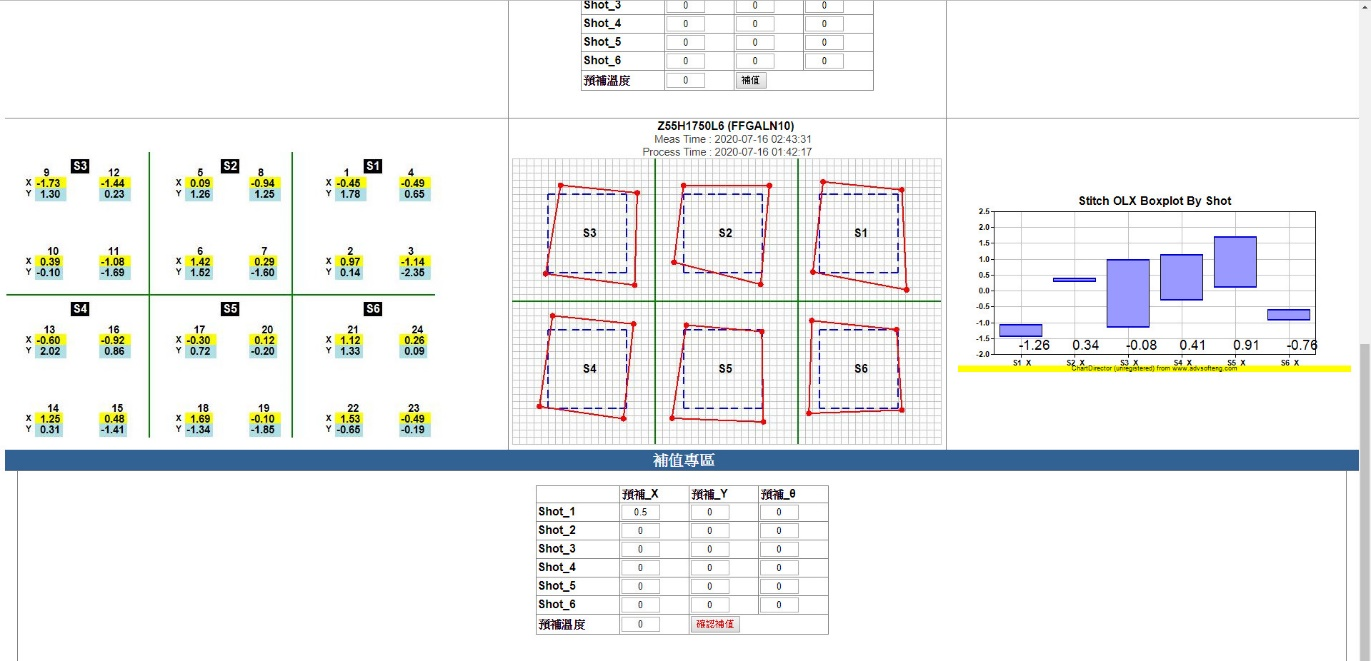 Shot_3 0 0 0
Shot_4 0 0 0
Shot_5 0 0 0
Shot_6 0 0 0
預補溫度 0 補值
S3 S2 S1
9 12 5 8 1 4
X -1.73 -1.44 X 0.09 -0.94 X -0.45 -0.49
Y 1.30 0.23 Y 1.26 1.25 Y 1.78 0.65
10 11 6 7 2 3
X 0.39 -1.08 X 1.42 0.29 X 0.97 -1.14
Y -0.10 -1.69 Y 1.52 -1.60 Y 0.14 -2.35
S4 S5 S6
13 16 17 20 21 24
X -0.60 -0.92 X -0.30 0.12 X 1.12 0.26
Y 2.02 0.86 Y 0.72 -0.20 Y 1.33 0.09
14 15 18 19 22 23
X 1.25 0.48 X 1.69 -0.10 X 1.53 -0.49
Y 0.31 -1.41 Y -1.34 -1.85 Y -0.65 -0.19
Z55H1750L6 (FFGALN10)
Meas Time : 2020-07-16 02:43:31
Process Time : 2020-07-16 01:42:17
S3 S2 S1
S4 S5 S6
Stitch OLX Boxplot By Shot
2.5
2.0
1.5
1.0
0.5
0.0
-0.5
-1.0
-1.5
-2.0
-1.26 0.34 -0.08 0.41 0.91 -0.76
S1_X S2_X S3_X S4_X S5_X S6_X
ChartDirector (unregistered) from www.advsofteng.com
補值專區
預補_X 預補_Y 預補_θ
Shot_1 0.5 0 0
Shot_2 0 0 0
Shot_3 0 0 0
Shot_4 0 0 0
Shot_5 0 0 0
Shot_6 0 0 0
預補溫度 0 確認補值